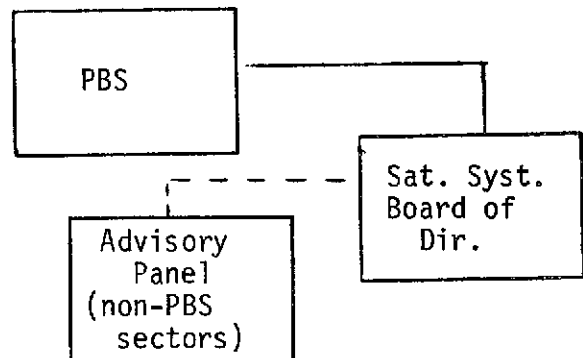 PBS
Sat. Syst.
Board of
Dir.
Advisory
Panel
(non-PBS
sectors)